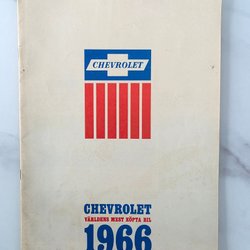 CHEVROLET
CHEVROLET
VÄRLDENS MEST KÖPTA BIL
1966